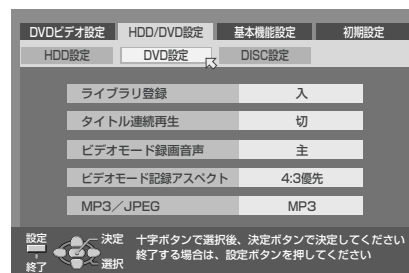 DVDビデオ設定 HDD/DVD設定 基本機能設定 初期設定
HDD設定 DVD設定 DISC設定
ライブラリ登録 入
タイトル連続再生 切
ビデオモード録画音声 主
ビデオモード記録アスペクト 4:3優先
MP3／JPEG MP3
設定 決定 十字ボタンで選択後、決定ボタンで決定してください
終了 選択 終了する場合は、設定ボタンを押してください